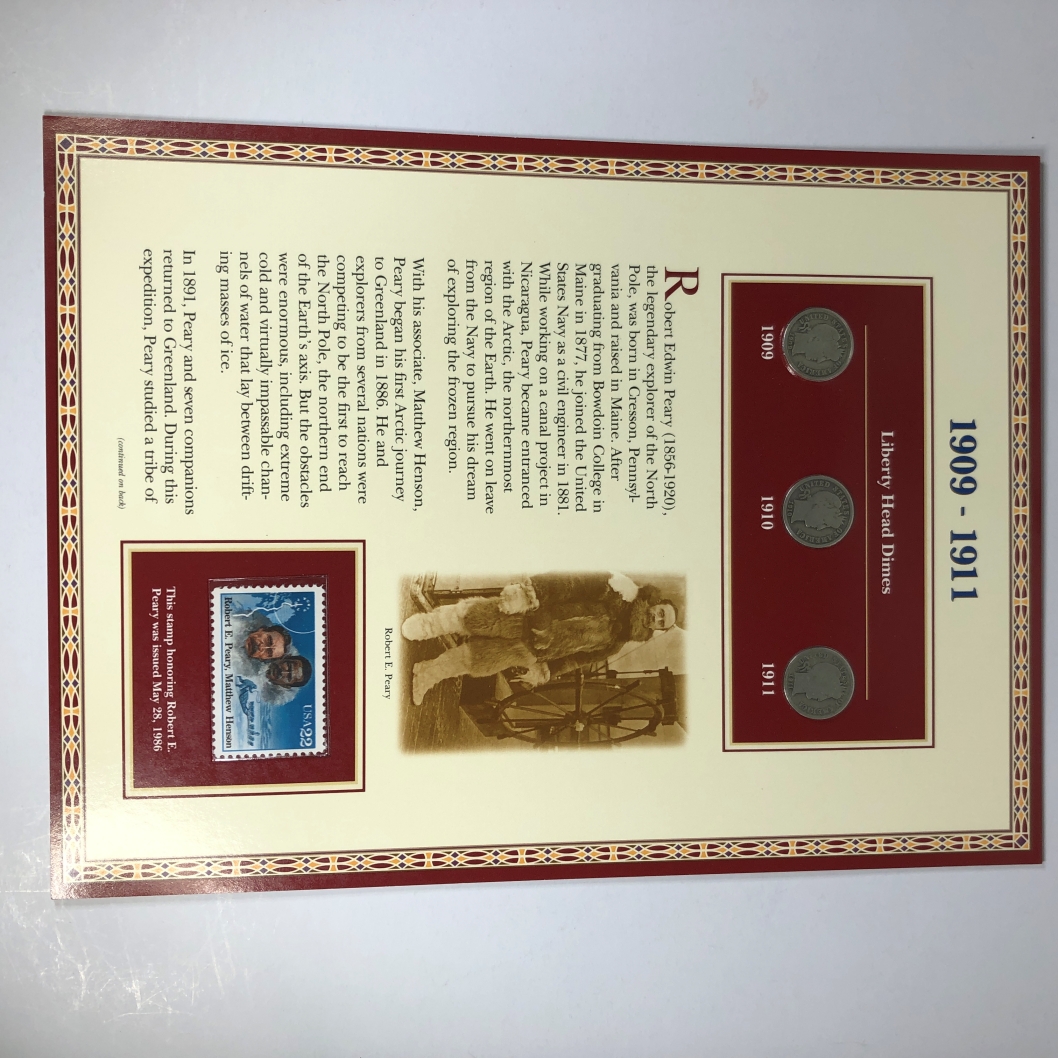 1909 - 1911
Liberty Head Dimes
1909
1910
1911
Robert Edwin Peary (1856-1920),
the legendary explorer of the North
Pole, was born in Cresson, Pennsyl-
vania and raised in Maine. After
graduating from Bowdoin College in
Maine in 1877, he joined the United
States Navy as a civil engineer in 1881.
While working on a canal project in
Nicaragua, Peary became entranced
with the Arctic, the northernmost
region of the Earth. He went on leave
from the Navy to pursue his dream
of exploring the frozen region.
With his associate, Matthew Henson,
Peary began his first Arctic journey
to Greenland in 1886. He and
explorers from several nations were
competing to be the first to reach
the North Pole, the northern end
of the Earth's axis. But the obstacles
were enormous, including extreme
cold and virtually impassable chan-
nels of water that lay between drift-
ing masses of ice.
In 1891, Peary and seven companions
returned to Greenland. During this
expedition, Peary studied a tribe of
(continued on back)
Robert E. Peary
USA22
Robert E. Peary, Matthew Henson
This stamp honoring Robert E.
Peary was issued May 28, 1986